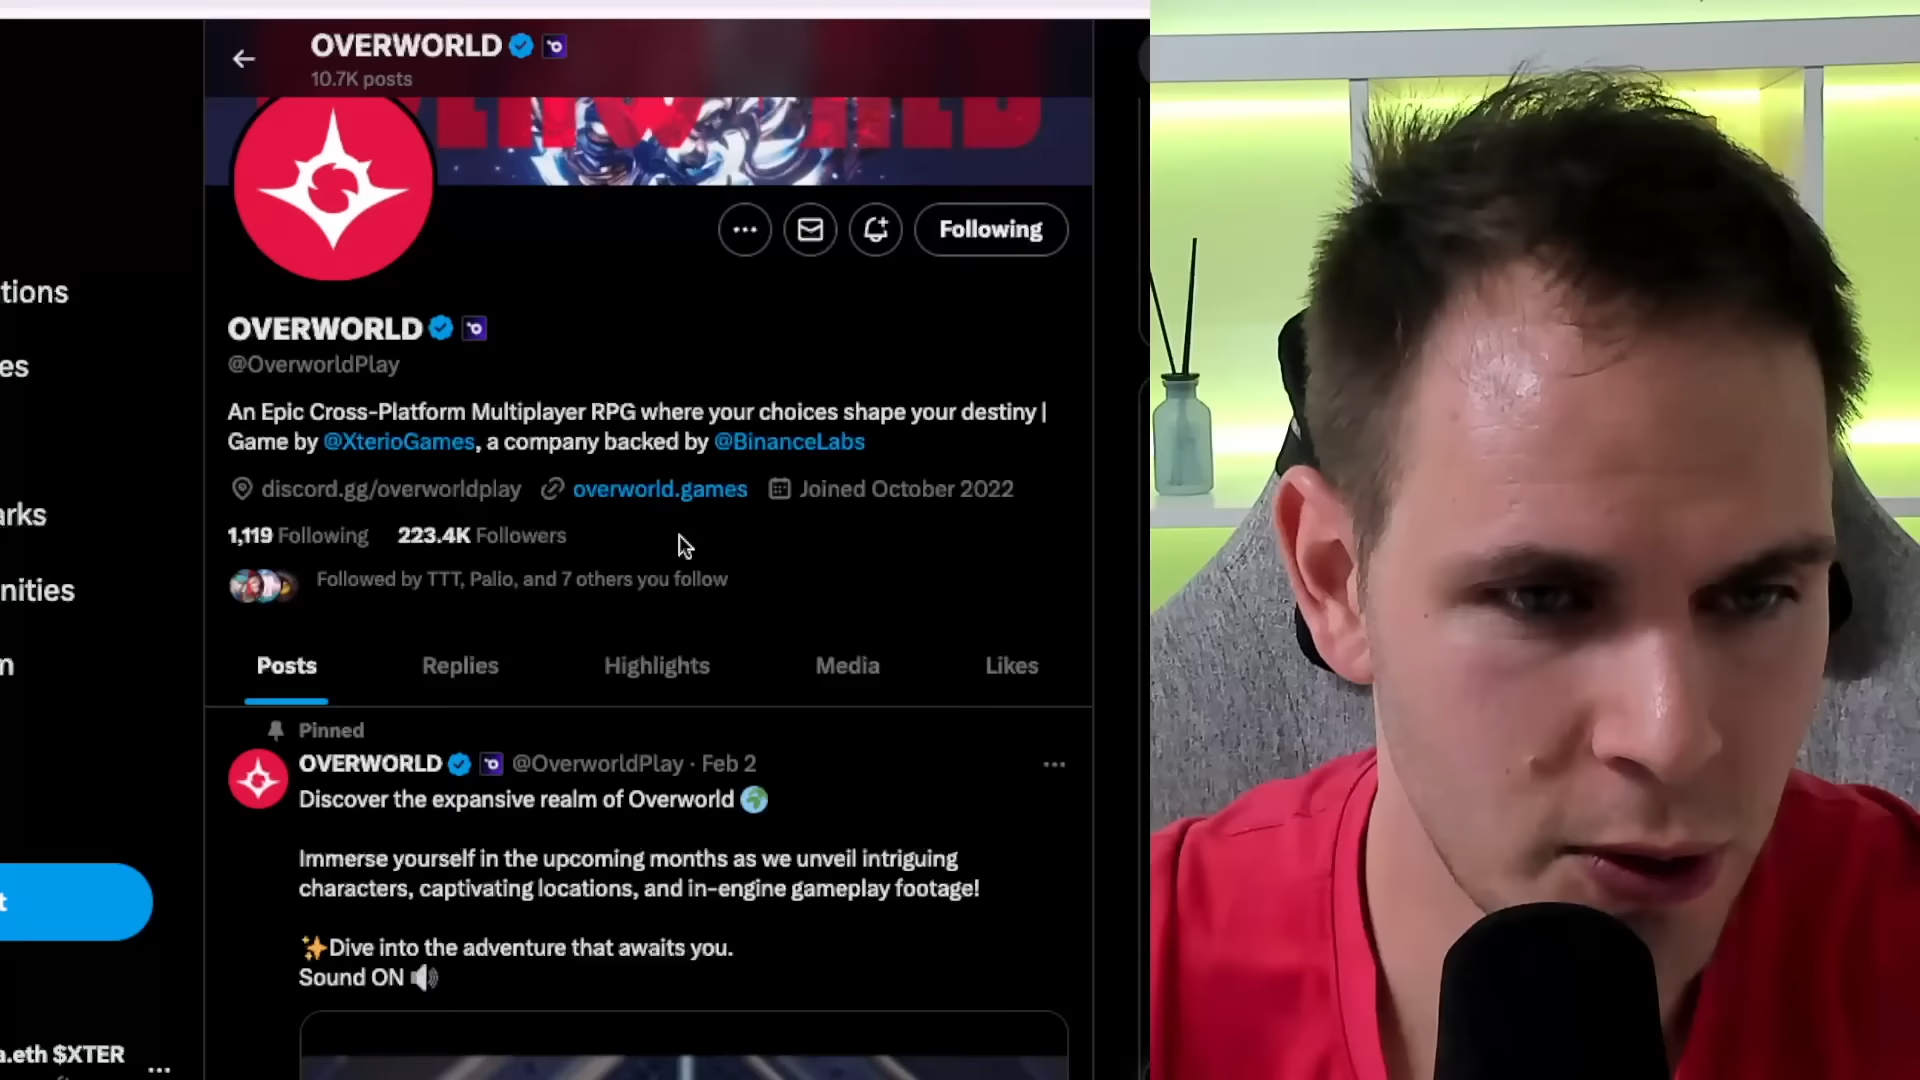 OVERWORLD
10.7K posts
Following
OVERWORLD
@OverworldPlay
An Epic Cross-Platform Multiplayer RPG where your choices shape your destiny |
Game by @XterioGames, a company backed by @BinanceLabs
discord.gg/overworldplay overworld.games Joined October 2022
1,119 Following 223.4K Followers
Followed by TTT, Palio, and 7 others you follow
Posts Replies Highlights Media Likes
Pinned
OVERWORLD @OverworldPlay · Feb 2
Discover the expansive realm of Overworld
Immerse yourself in the upcoming months as we unveil intriguing
characters, captivating locations, and in-engine gameplay footage!
Dive into the adventure that awaits you.
Sound ON
tions
es
arks
nities
n
t
a.eth $XTER